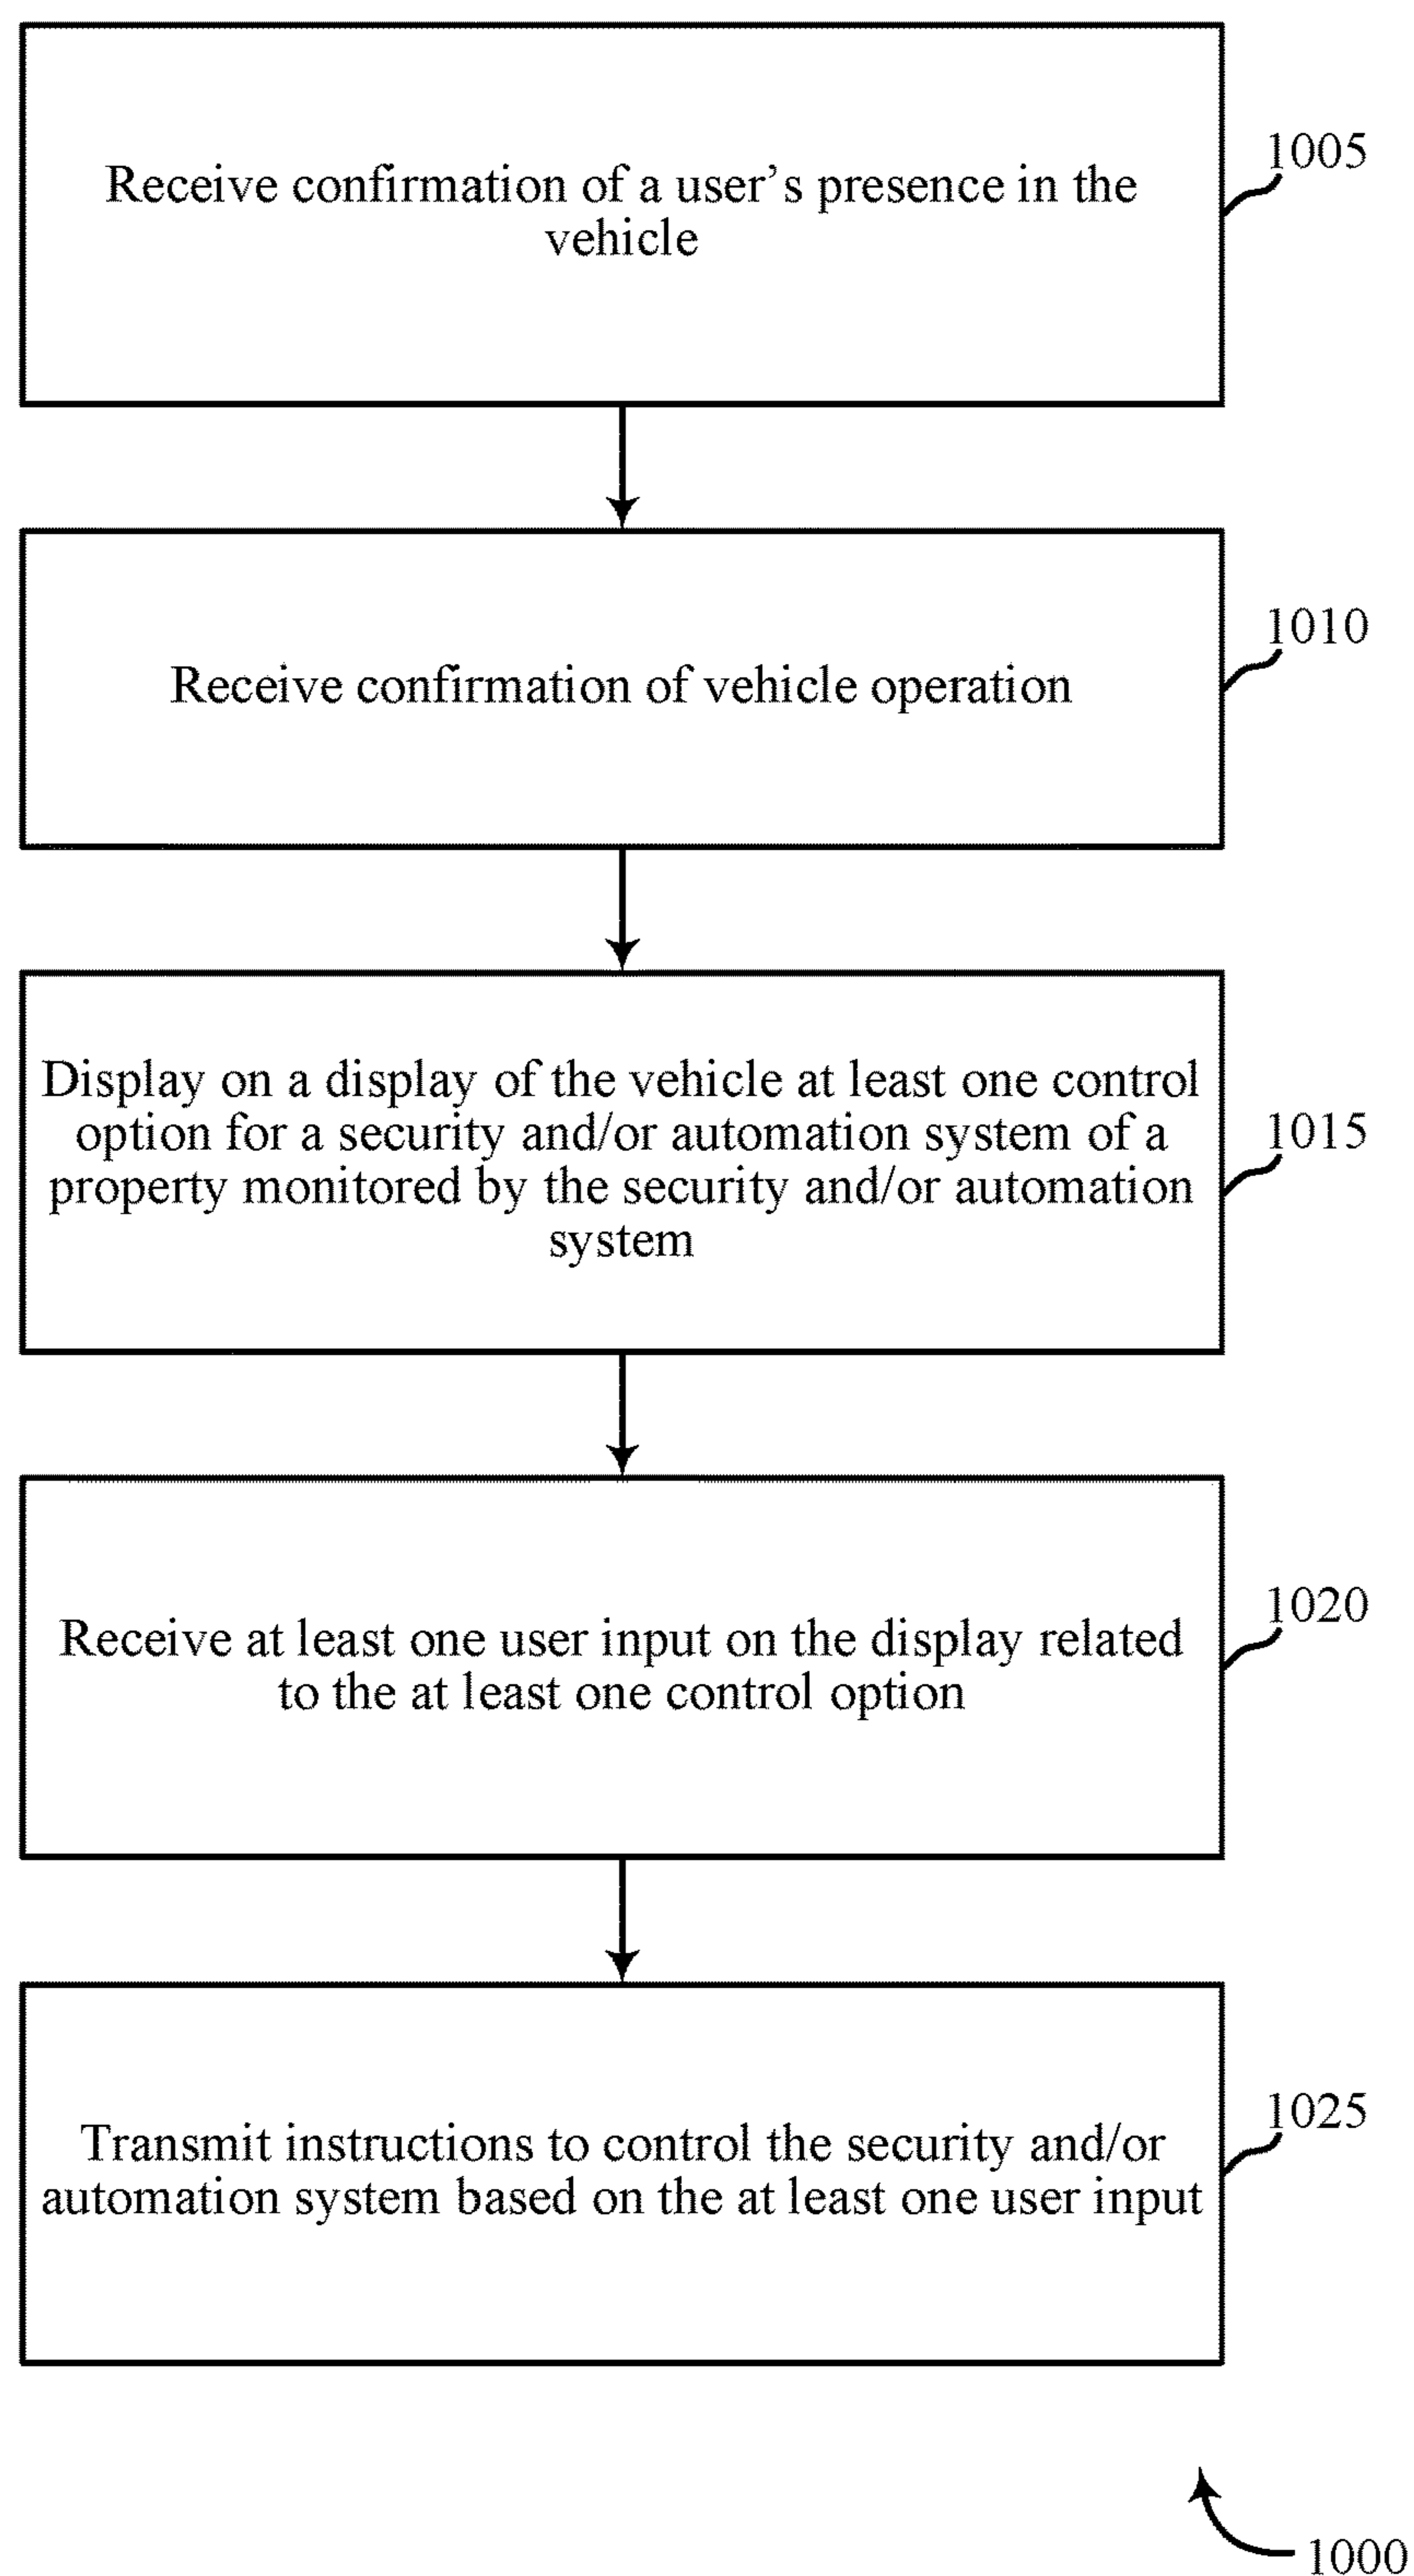 Receive confirmation of a user’s presence in the
vehicle
1005
Receive confirmation of vehicle operation
1010
Display on a display of the vehicle at least one control
option for a security and/or automation system of a
property monitored by the security and/or automation
system
1015
Receive at least one user input on the display related
to the at least one control option
1020
Transmit instructions to control the security and/or
automation system based on the at least one user input
1025
1000